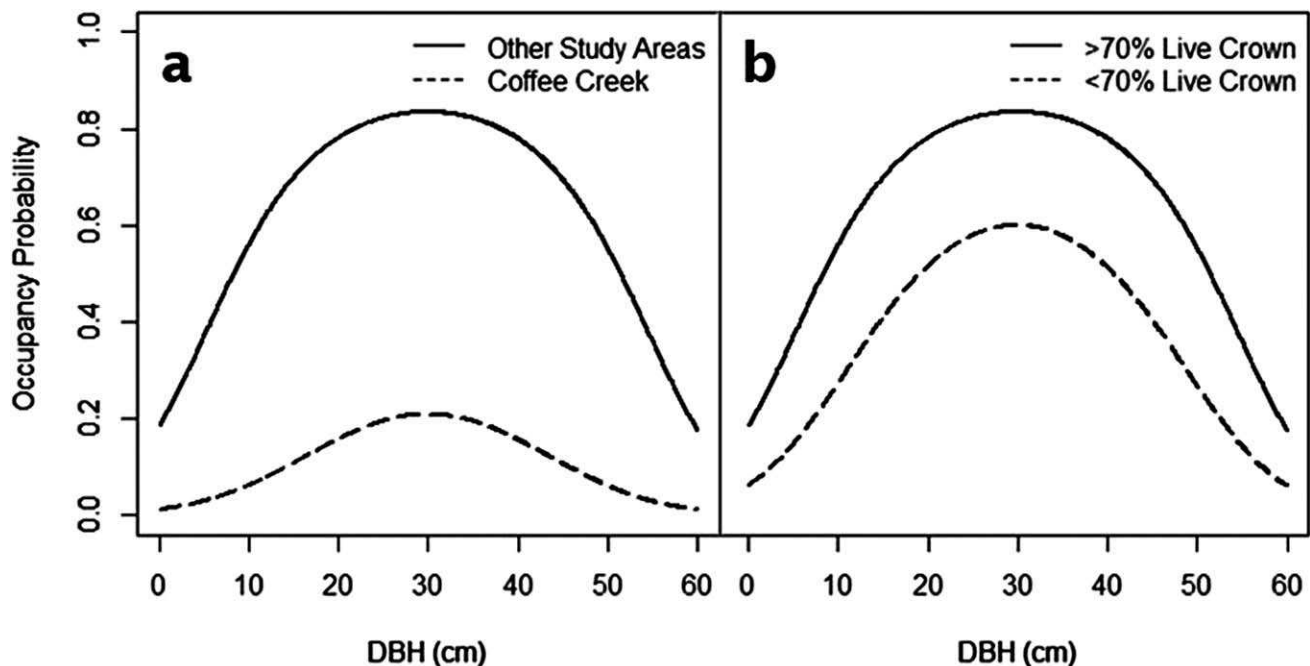 a
Other Study Areas
Coffee Creek
b
>70% Live Crown
<70% Live Crown
Occupancy Probability
1.0
0.8
0.6
0.4
0.2
0.0
0 10 20 30 40 50 60
0 10 20 30 40 50 60
DBH (cm)
DBH (cm)